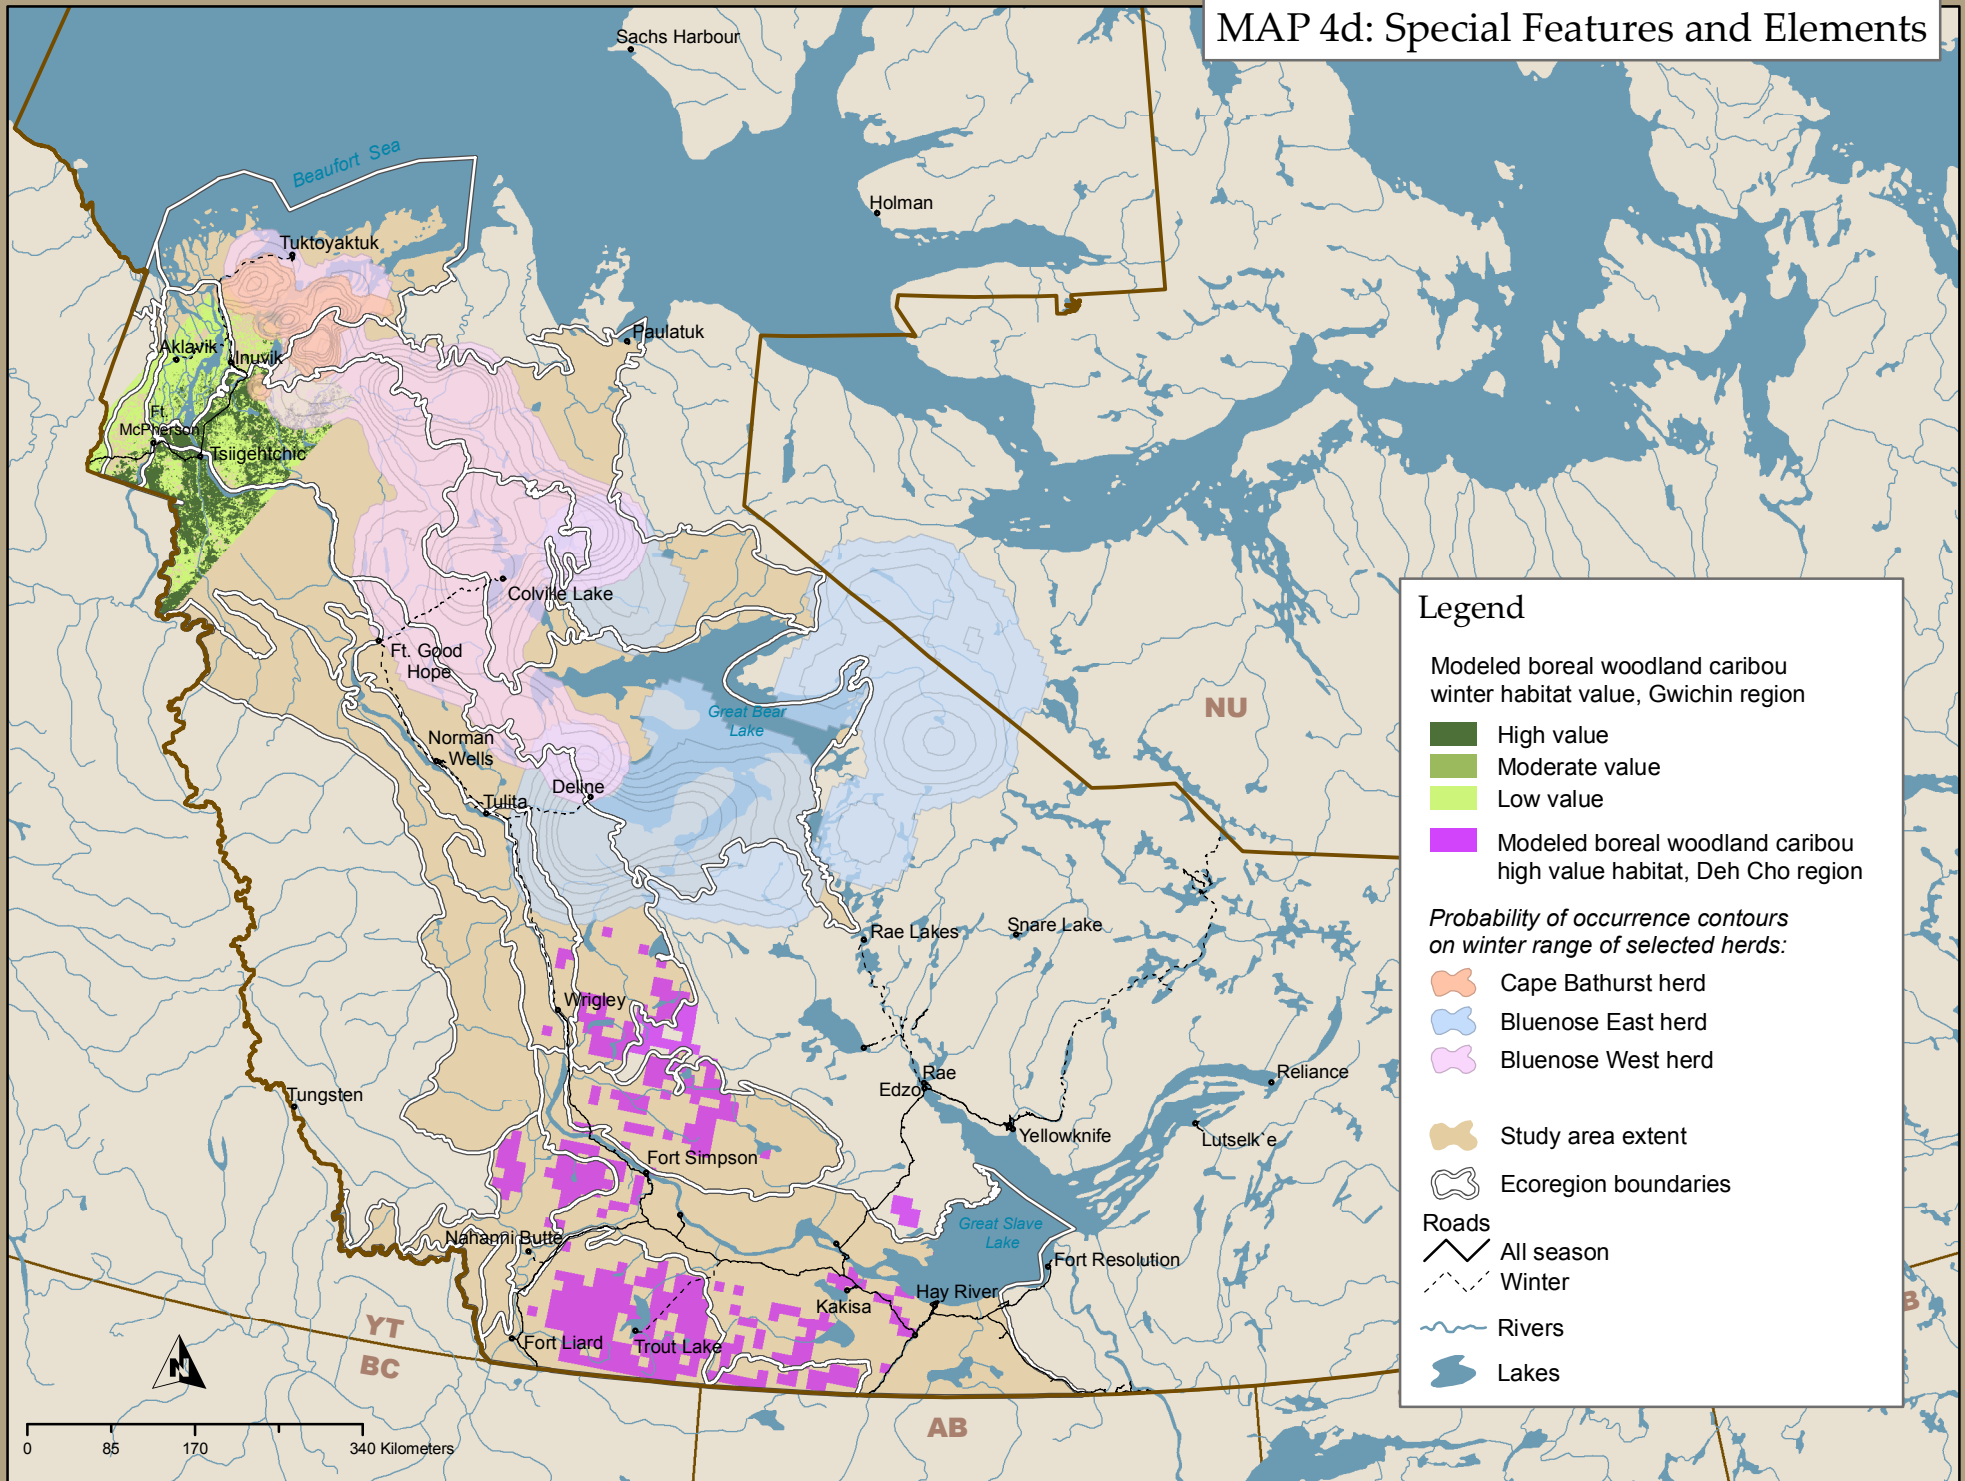 MAP 4d: Special Features and Elements
Sachs Harbour
Beaufort Sea
Holman
Tuktoyaktuk
Paulatuk
Aklavik
Inuvik
Ft.
McPherson
Tsiigehtchic
Colville Lake
Ft. Good
Hope
Great Bear
Lake
NU
Norman
Wells
Deline
Tulita
Rae Lakes
Snare Lake
Wrigley
Rae
Edzo
Reliance
Tungsten
Yellowknife
Lutselk`e
Fort Simpson
Great Slave
Lake
Nahanni Butte
Fort Resolution
Hay River
Kakisa
Fort Liard
Trout Lake
YT
BC
AB
B
N
0 85 170 340 Kilometers
Legend
Modeled boreal woodland caribou
winter habitat value, Gwichin region
High value
Moderate value
Low value
Modeled boreal woodland caribou
high value habitat, Deh Cho region
Probability of occurrence contours
on winter range of selected herds:
Cape Bathurst herd
Bluenose East herd
Bluenose West herd
Study area extent
Ecoregion boundaries
Roads
All season
Winter
Rivers
Lakes